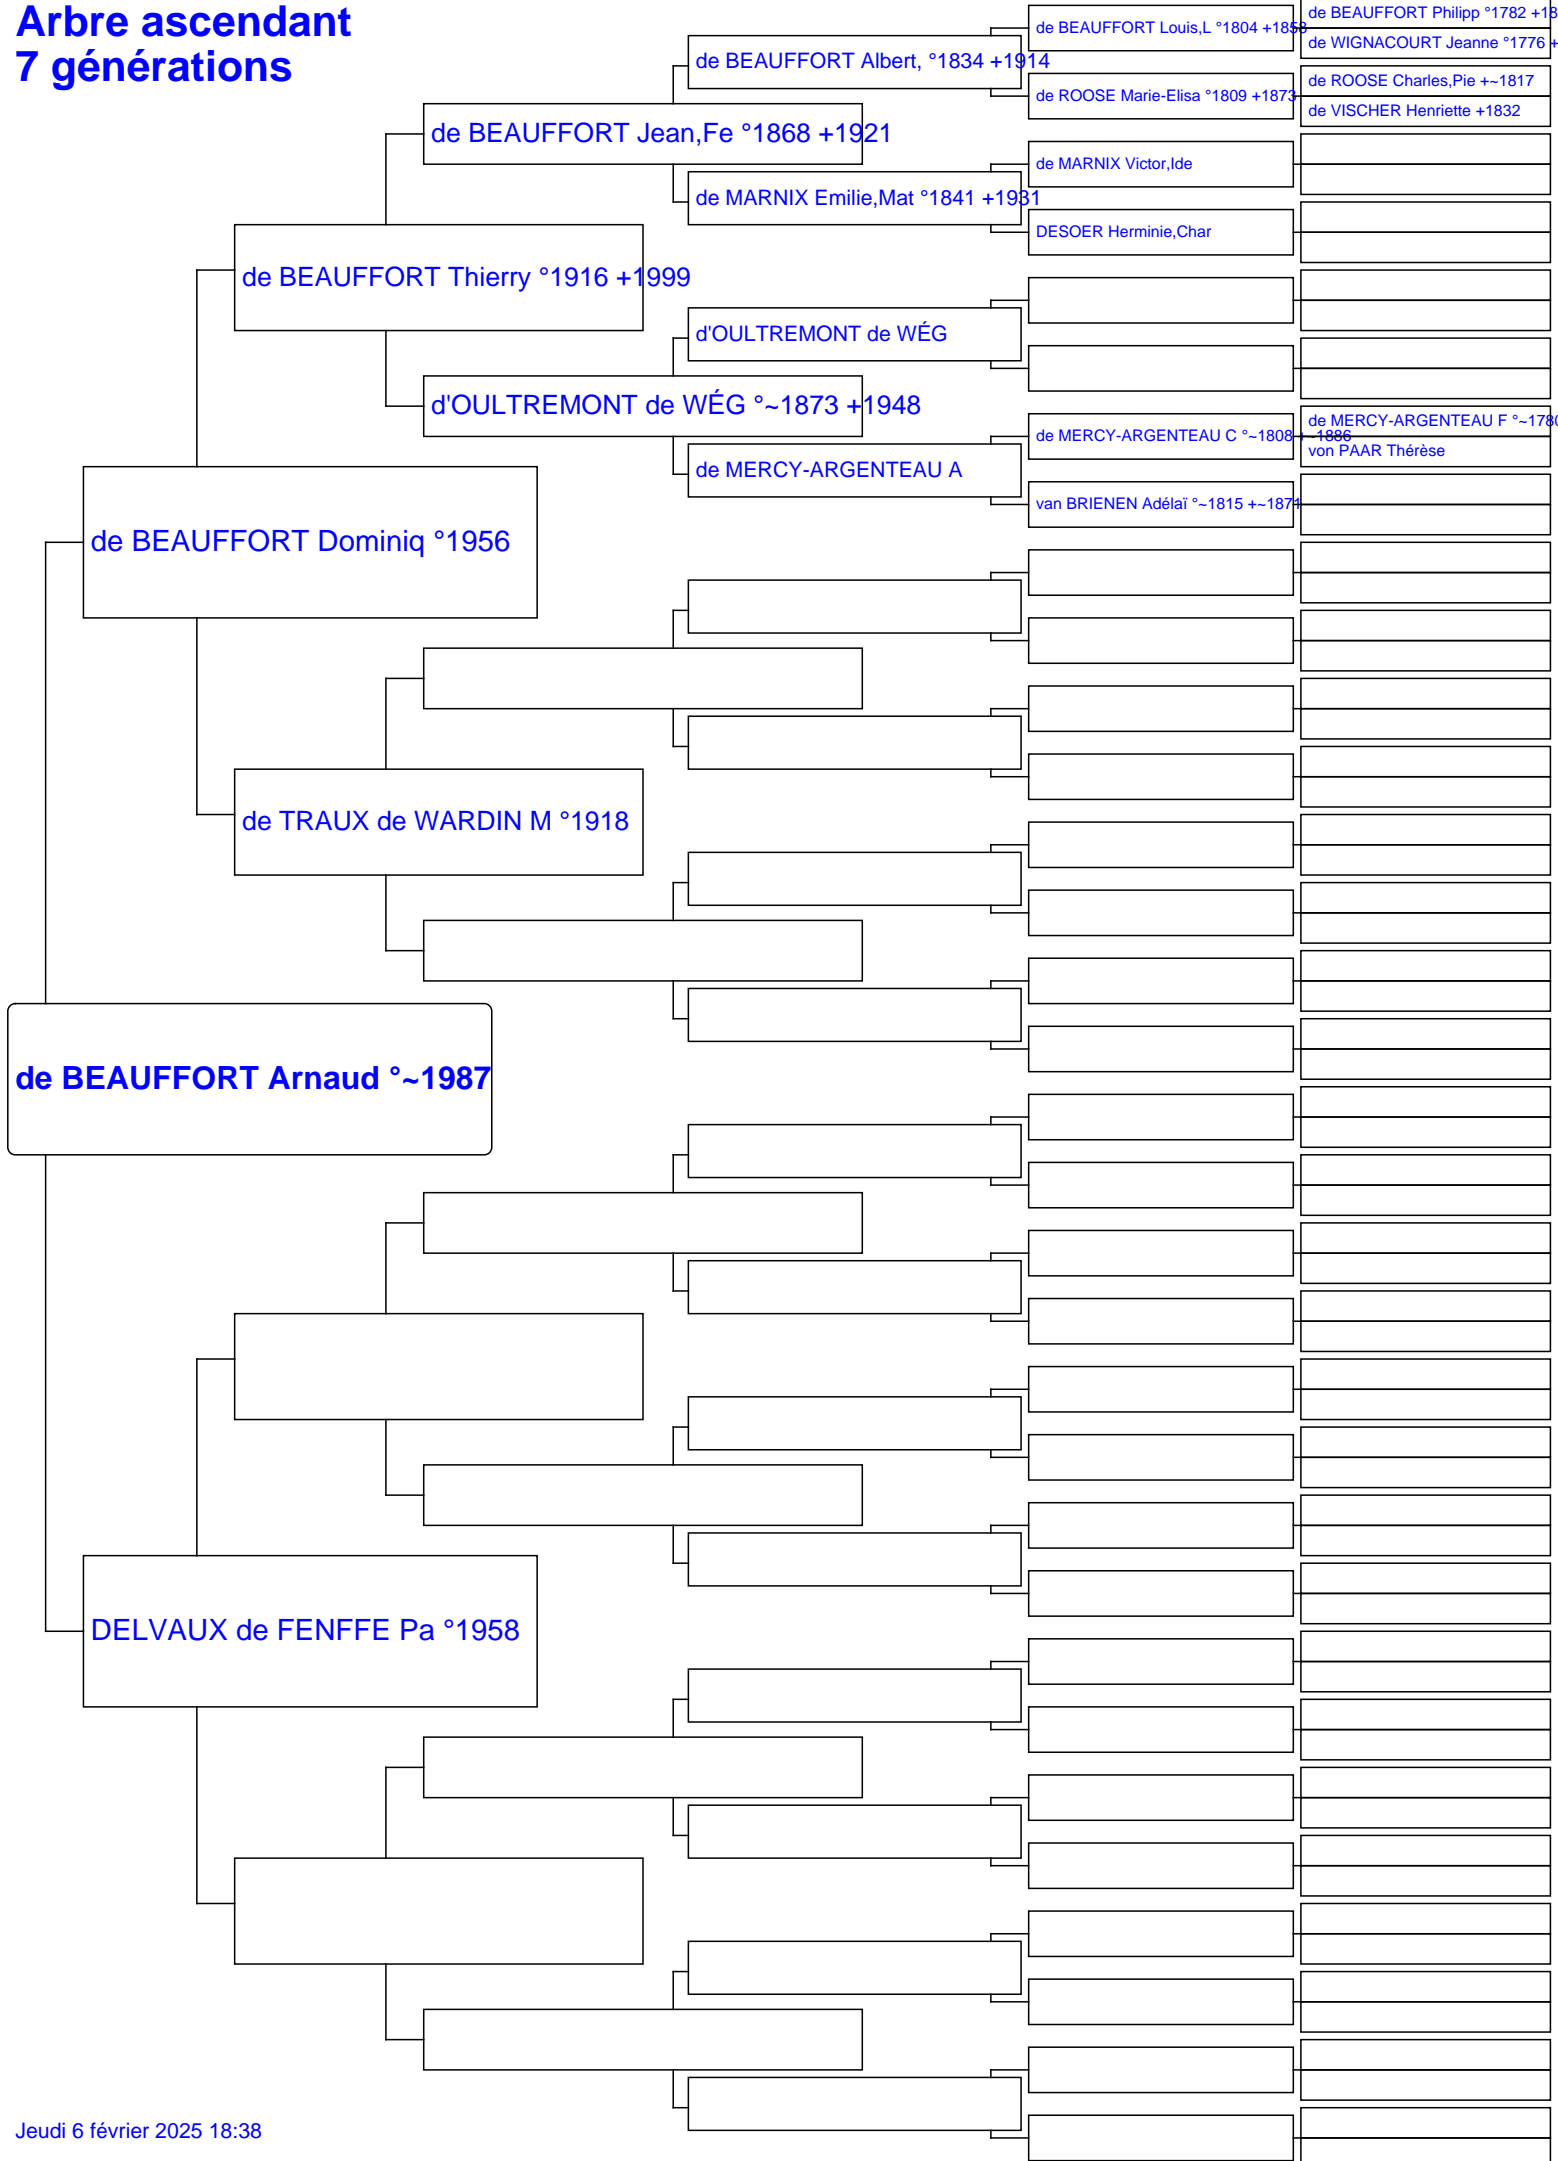 Arbre ascendant
7 générations
de BEAUFFORT Philipp °1782 +18
de BEAUFFORT Louis,L °1804 +1858
de WIGNACOURT Jeanne °1776 +
de BEAUFFORT Albert, °1834 +1914
de ROOSE Charles,Pie +~1817
de ROOSE Marie-Elisa °1809 +1873
de VISCHER Henriette +1832
de BEAUFFORT Jean,Fe °1868 +1921
de MARNIX Victor,Ide
de MARNIX Emilie,Mat °1841 +1931
DESOER Herminie,Char
de BEAUFFORT Thierry °1916 +1999
d'OULTREMONT de WÉG
d'OULTREMONT de WÉG °~1873 +1948
de MERCY-ARGENTEAU F °~1780
de MERCY-ARGENTEAU C °~1808 +~1886
von PAAR Thérèse
de MERCY-ARGENTEAU A
van BRIENEN Adélaï °~1815 +~1871
de BEAUFFORT Dominiq °1956
de TRAUX de WARDIN M °1918
de BEAUFFORT Arnaud °~1987
DELVAUX de FENFFE Pa °1958
Jeudi 6 février 2025 18:38